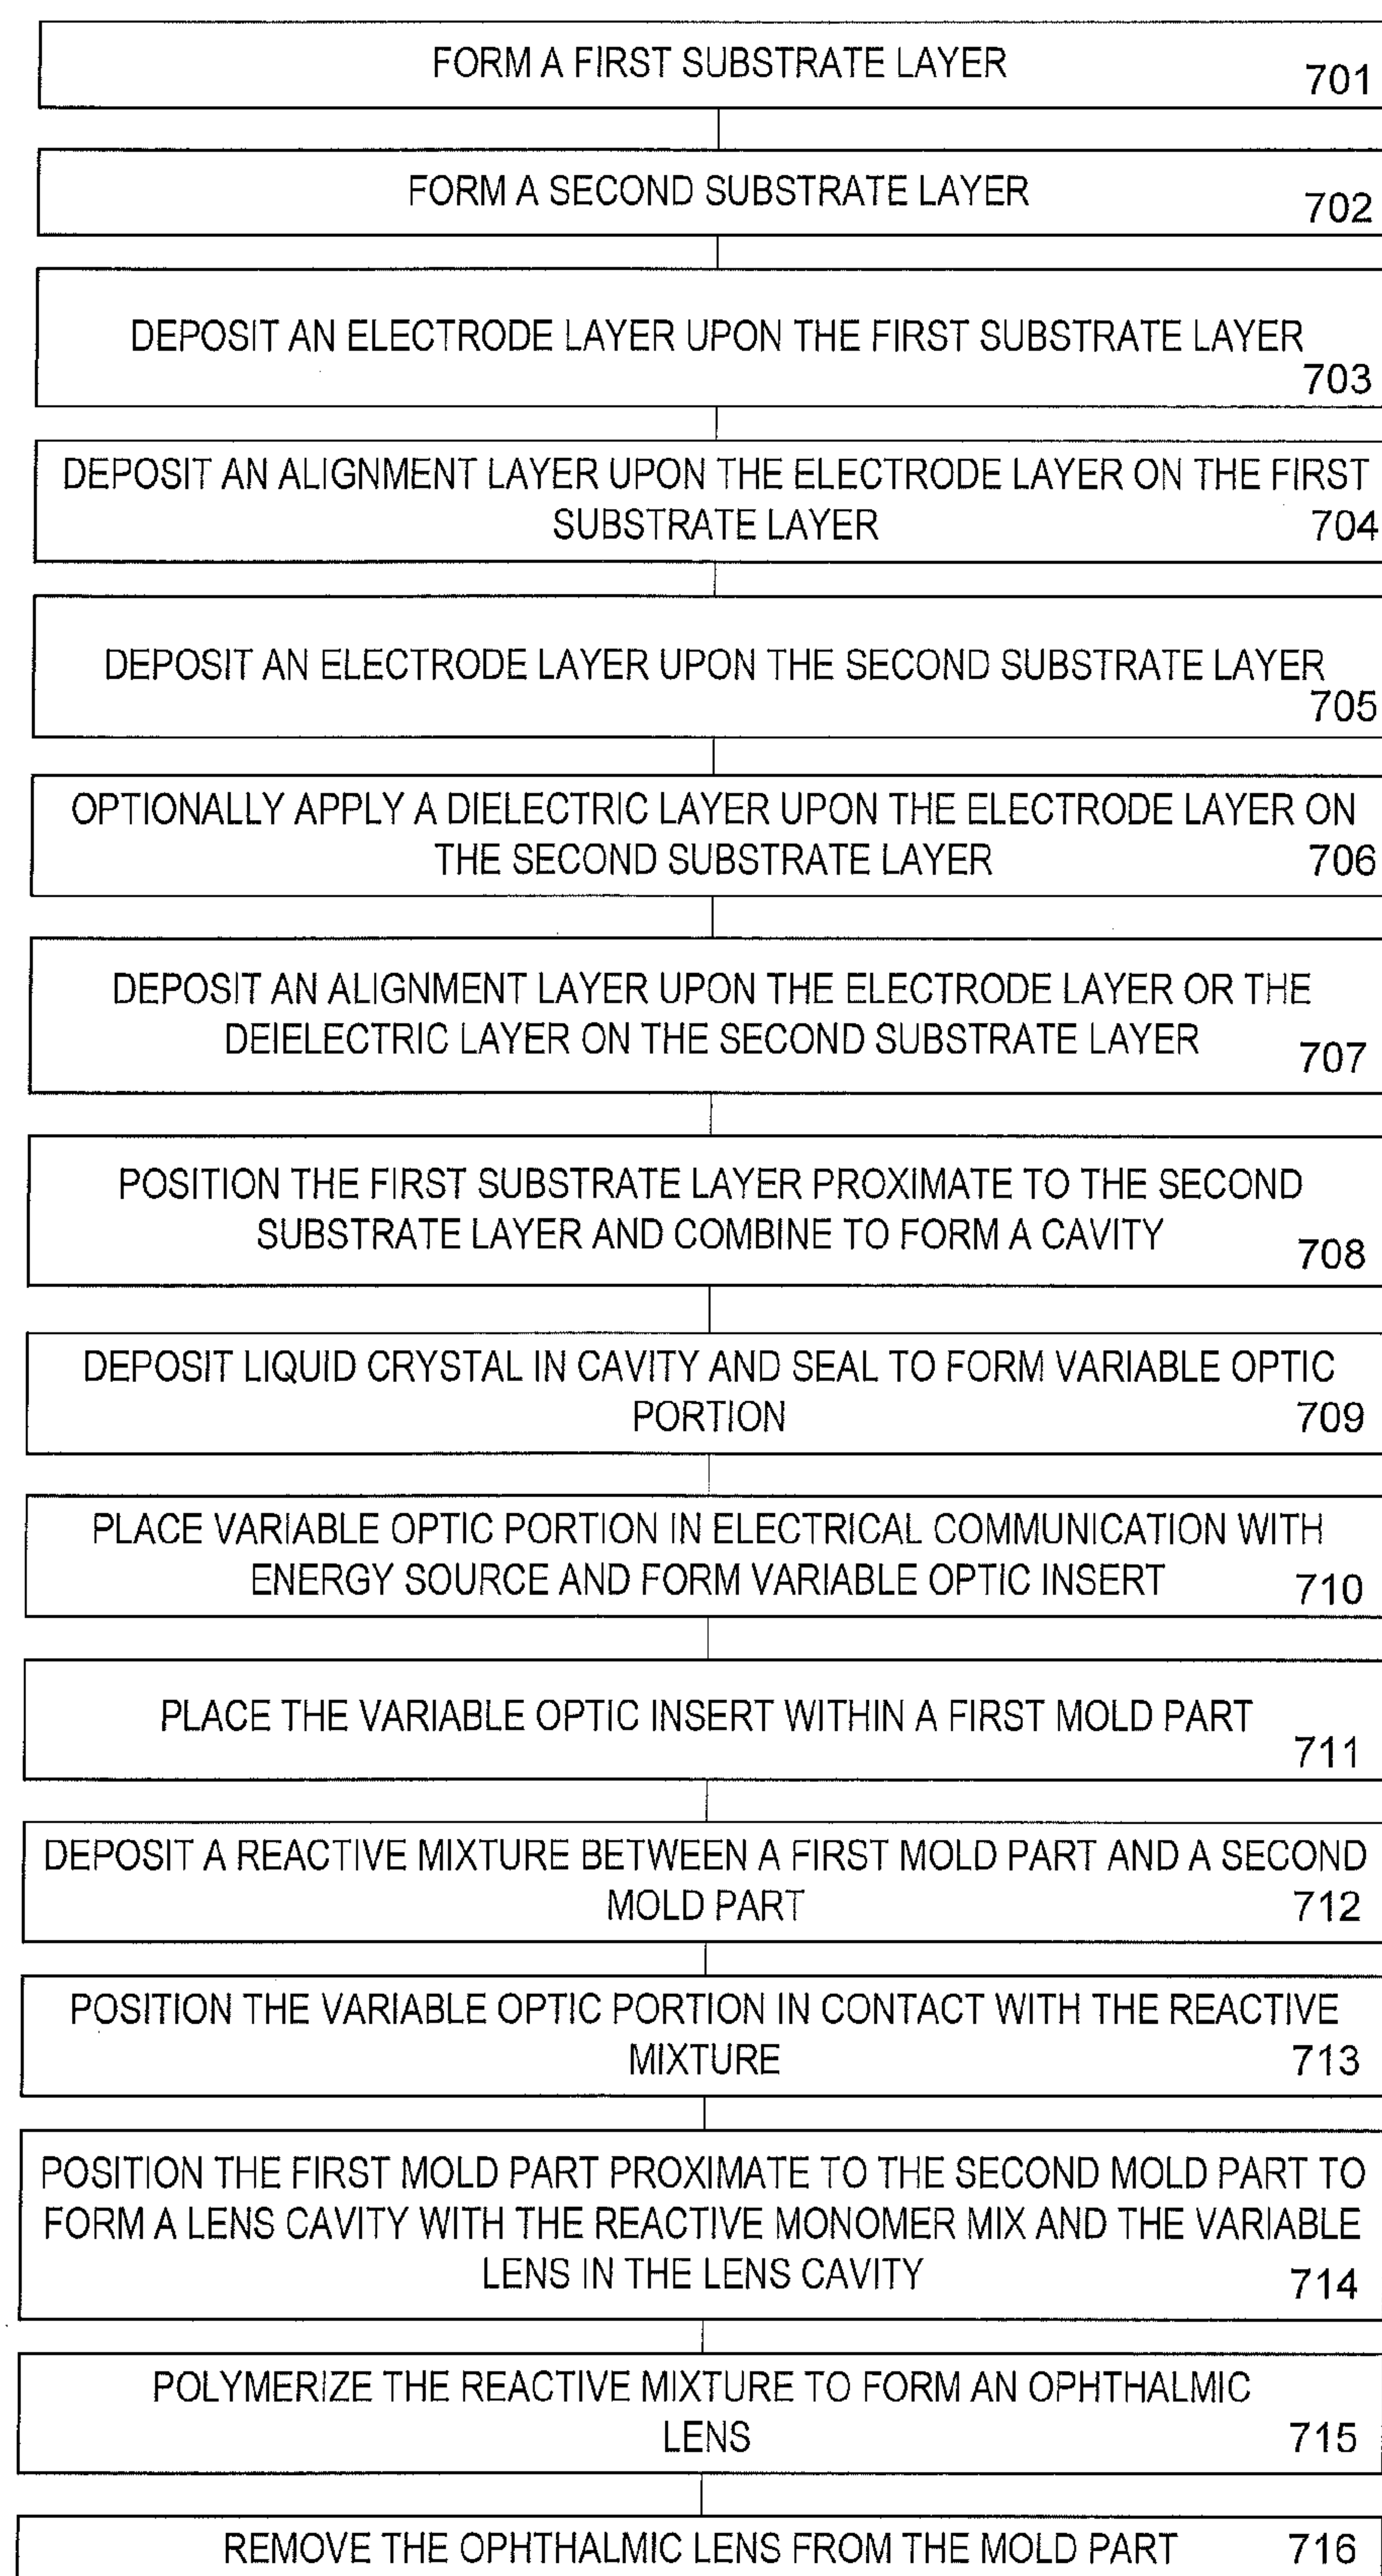 FORM A FIRST SUBSTRATE LAYER
701
FORM A SECOND SUBSTRATE LAYER
702
DEPOSIT AN ELECTRODE LAYER UPON THE FIRST SUBSTRATE LAYER
703
DEPOSIT AN ALIGNMENT LAYER UPON THE ELECTRODE LAYER ON THE FIRST
SUBSTRATE LAYER
704
DEPOSIT AN ELECTRODE LAYER UPON THE SECOND SUBSTRATE LAYER
705
OPTIONALLY APPLY A DIELECTRIC LAYER UPON THE ELECTRODE LAYER ON
THE SECOND SUBSTRATE LAYER
706
DEPOSIT AN ALIGNMENT LAYER UPON THE ELECTRODE LAYER OR THE
DEIELECTRIC LAYER ON THE SECOND SUBSTRATE LAYER
707
POSITION THE FIRST SUBSTRATE LAYER PROXIMATE TO THE SECOND
SUBSTRATE LAYER AND COMBINE TO FORM A CAVITY
708
DEPOSIT LIQUID CRYSTAL IN CAVITY AND SEAL TO FORM VARIABLE OPTIC
PORTION
709
PLACE VARIABLE OPTIC PORTION IN ELECTRICAL COMMUNICATION WITH
ENERGY SOURCE AND FORM VARIABLE OPTIC INSERT
710
PLACE THE VARIABLE OPTIC INSERT WITHIN A FIRST MOLD PART
711
DEPOSIT A REACTIVE MIXTURE BETWEEN A FIRST MOLD PART AND A SECOND
MOLD PART
712
POSITION THE VARIABLE OPTIC PORTION IN CONTACT WITH THE REACTIVE
MIXTURE
713
POSITION THE FIRST MOLD PART PROXIMATE TO THE SECOND MOLD PART TO
FORM A LENS CAVITY WITH THE REACTIVE MONOMER MIX AND THE VARIABLE
LENS IN THE LENS CAVITY
714
POLYMERIZE THE REACTIVE MIXTURE TO FORM AN OPHTHALMIC
LENS
715
REMOVE THE OPHTHALMIC LENS FROM THE MOLD PART
716